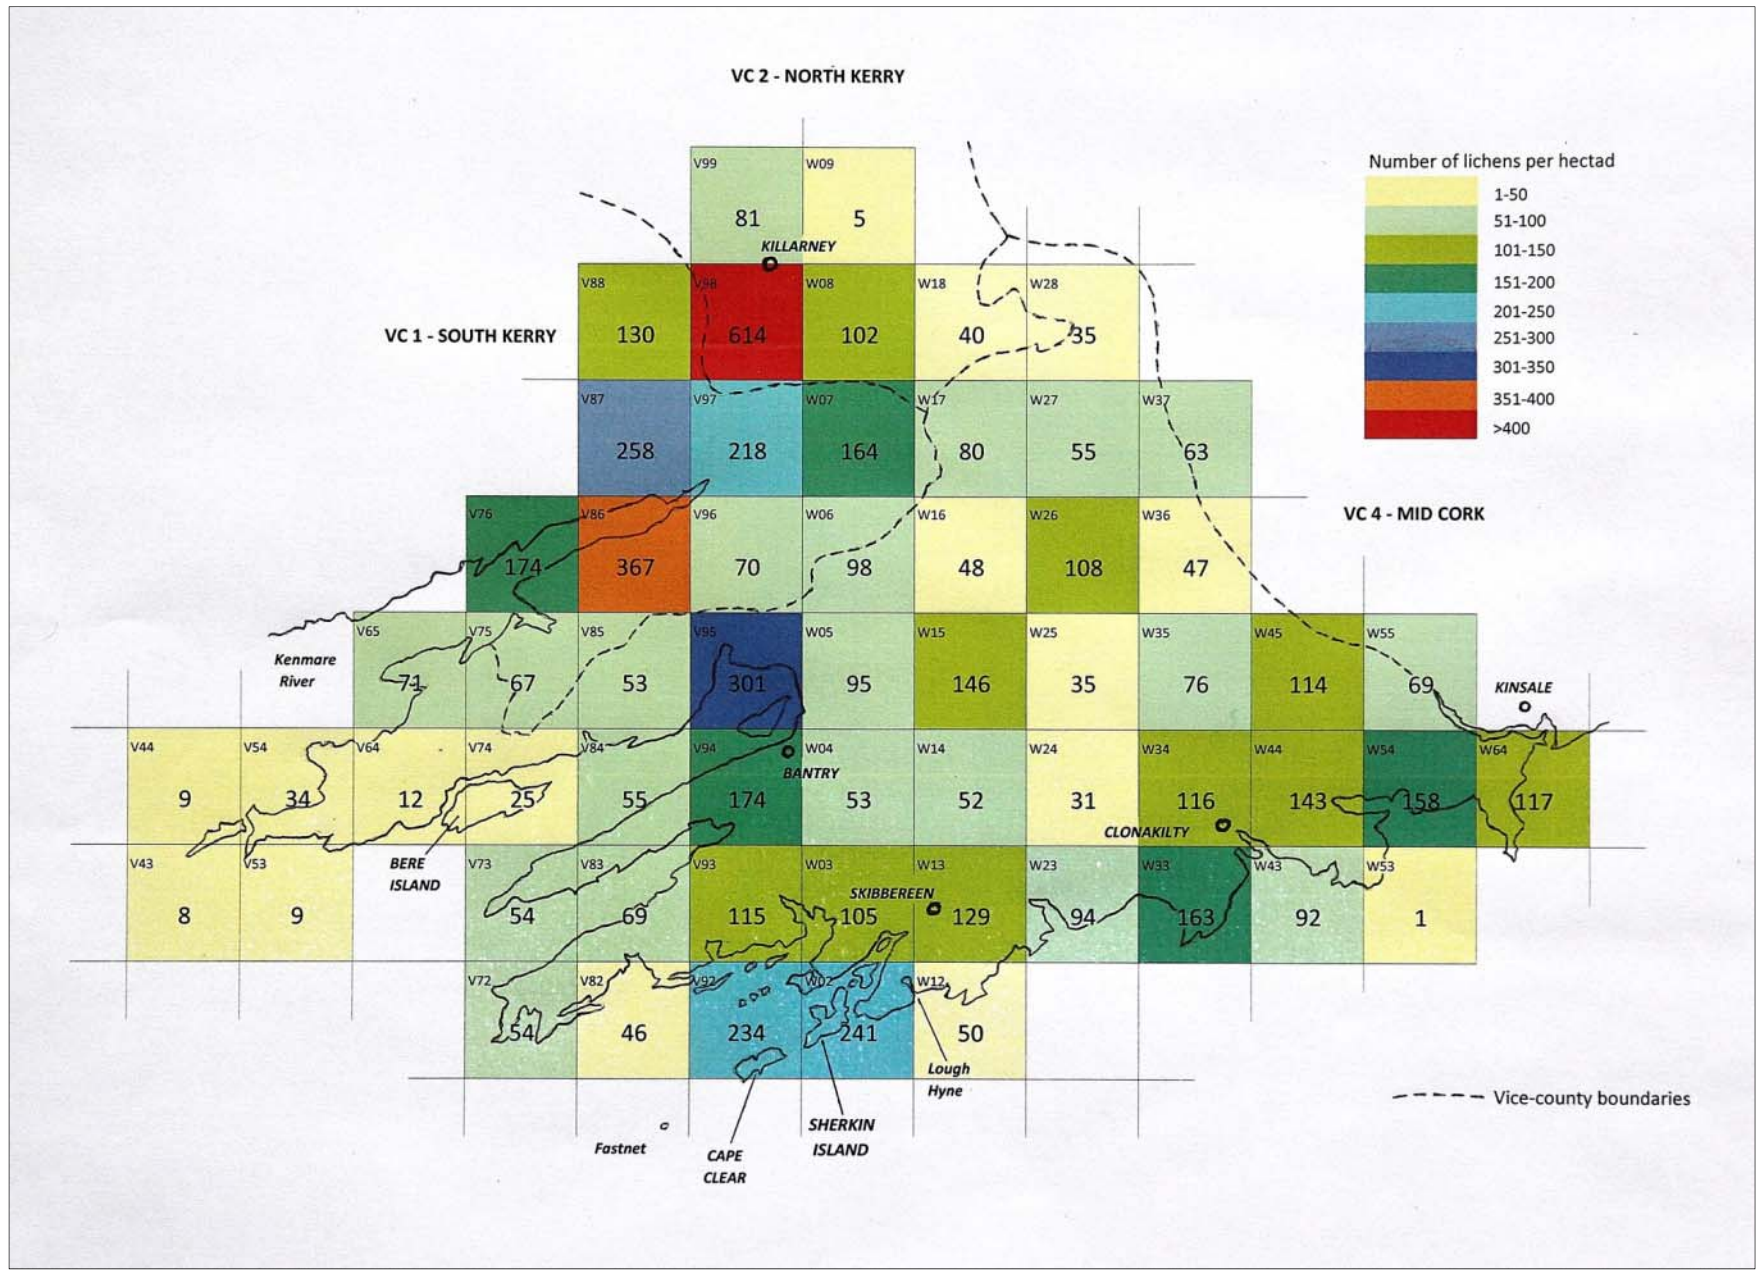 VC 2 - NORTH KERRY
V99 W09
81 5
KILLARNEY
Number of lichens per hectad
1-50
51-100
101-150
151-200
201-250
251-300
301-350
351-400
>400
V88 V98 W08 W18 W28
VC 1 - SOUTH KERRY
130 614 102 40 35
V87 V97 W07 W17 W27 W37
258 218 164 80 55 63
V76 V86 V96 W06 W16 W26 W36
VC 4 - MID CORK
174 367 70 98 48 108 47
V65 V75 V85 V95 W05 W15 W25 W35 W45 W55
Kenmare
River
71 67 53 301 95 146 35 76 114 69
KINSALE
V44 V54 V64 V74 V84 V94 W04 W14 W24 W34 W44 W54 W64
BANTRY
9 34 12 25 55 174 53 52 31 116 143 158 117
CLONAKILTY
BERE
ISLAND
V43 V53 V73 V83 V93 W03 W13 W23 W33 W43 W53
SKIBBEREEN
8 9 54 69 115 105 129 94 163 92 1
V72 V82 V92 W02 W12
54 46 234 241 50
Lough
Hyne
Vice-county boundaries
Fastnet
CAPE
CLEAR
SHERKIN
ISLAND